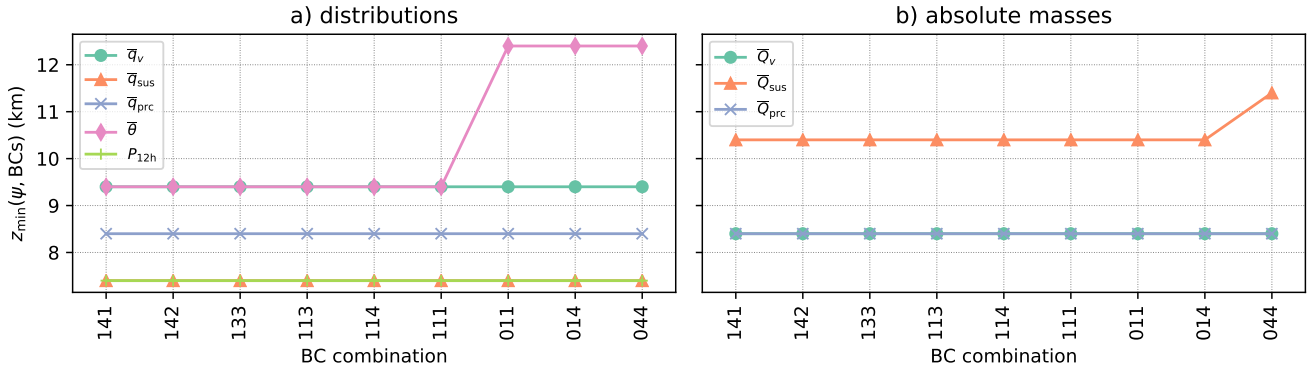 a) distributions
z_min(ψ, BCs) (km)
12
11
10
9
8
q̅_v
q̅_sus
q̅_prc
θ̅
P_12h
141
142
133
113
114
111
011
014
044
BC combination
b) absolute masses
Q̅_v
Q̅_sus
Q̅_prc
141
142
133
113
114
111
011
014
044
BC combination